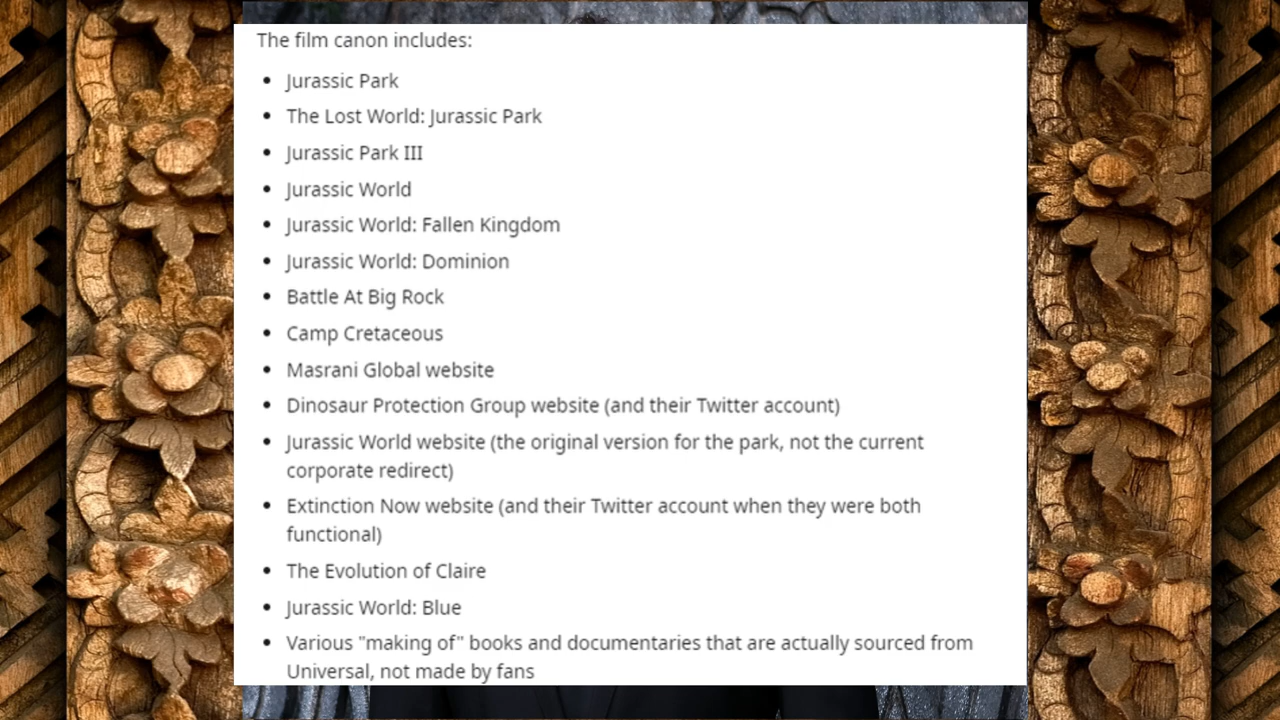 The film canon includes:
Jurassic Park
The Lost World: Jurassic Park
Jurassic Park III
Jurassic World
Jurassic World: Fallen Kingdom
Jurassic World: Dominion
Battle At Big Rock
Camp Cretaceous
Masrani Global website
Dinosaur Protection Group website (and their Twitter account)
Jurassic World website (the original version for the park, not the current
corporate redirect)
Extinction Now website (and their Twitter account when they were both
functional)
The Evolution of Claire
Jurassic World: Blue
Various "making of" books and documentaries that are actually sourced from
Universal, not made by fans